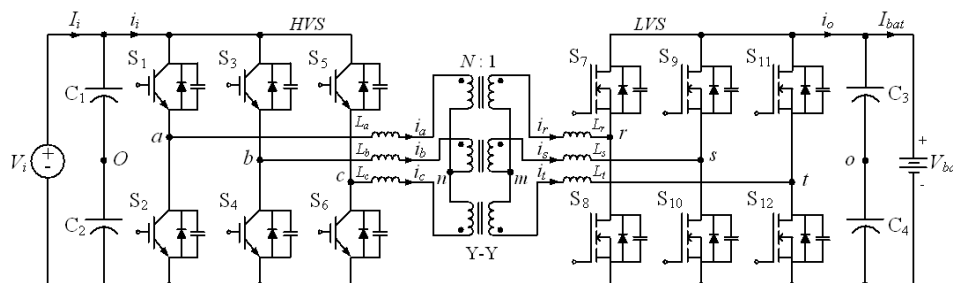 I_i
i_i
HVS
LVS
i_o
I_bat
S_1
S_3
S_5
N : 1
S_7
S_9
S_11
C_1
C_3
a
L_a
i_a
i_r
L_r
r
V_i
+
-
O
b
L_b
i_b
i_s
L_s
s
o
+
V_ba
-
c
L_c
i_c
n
m
i_t
L_t
t
S_2
S_4
S_6
S_8
S_10
S_12
C_2
C_4
Y-Y